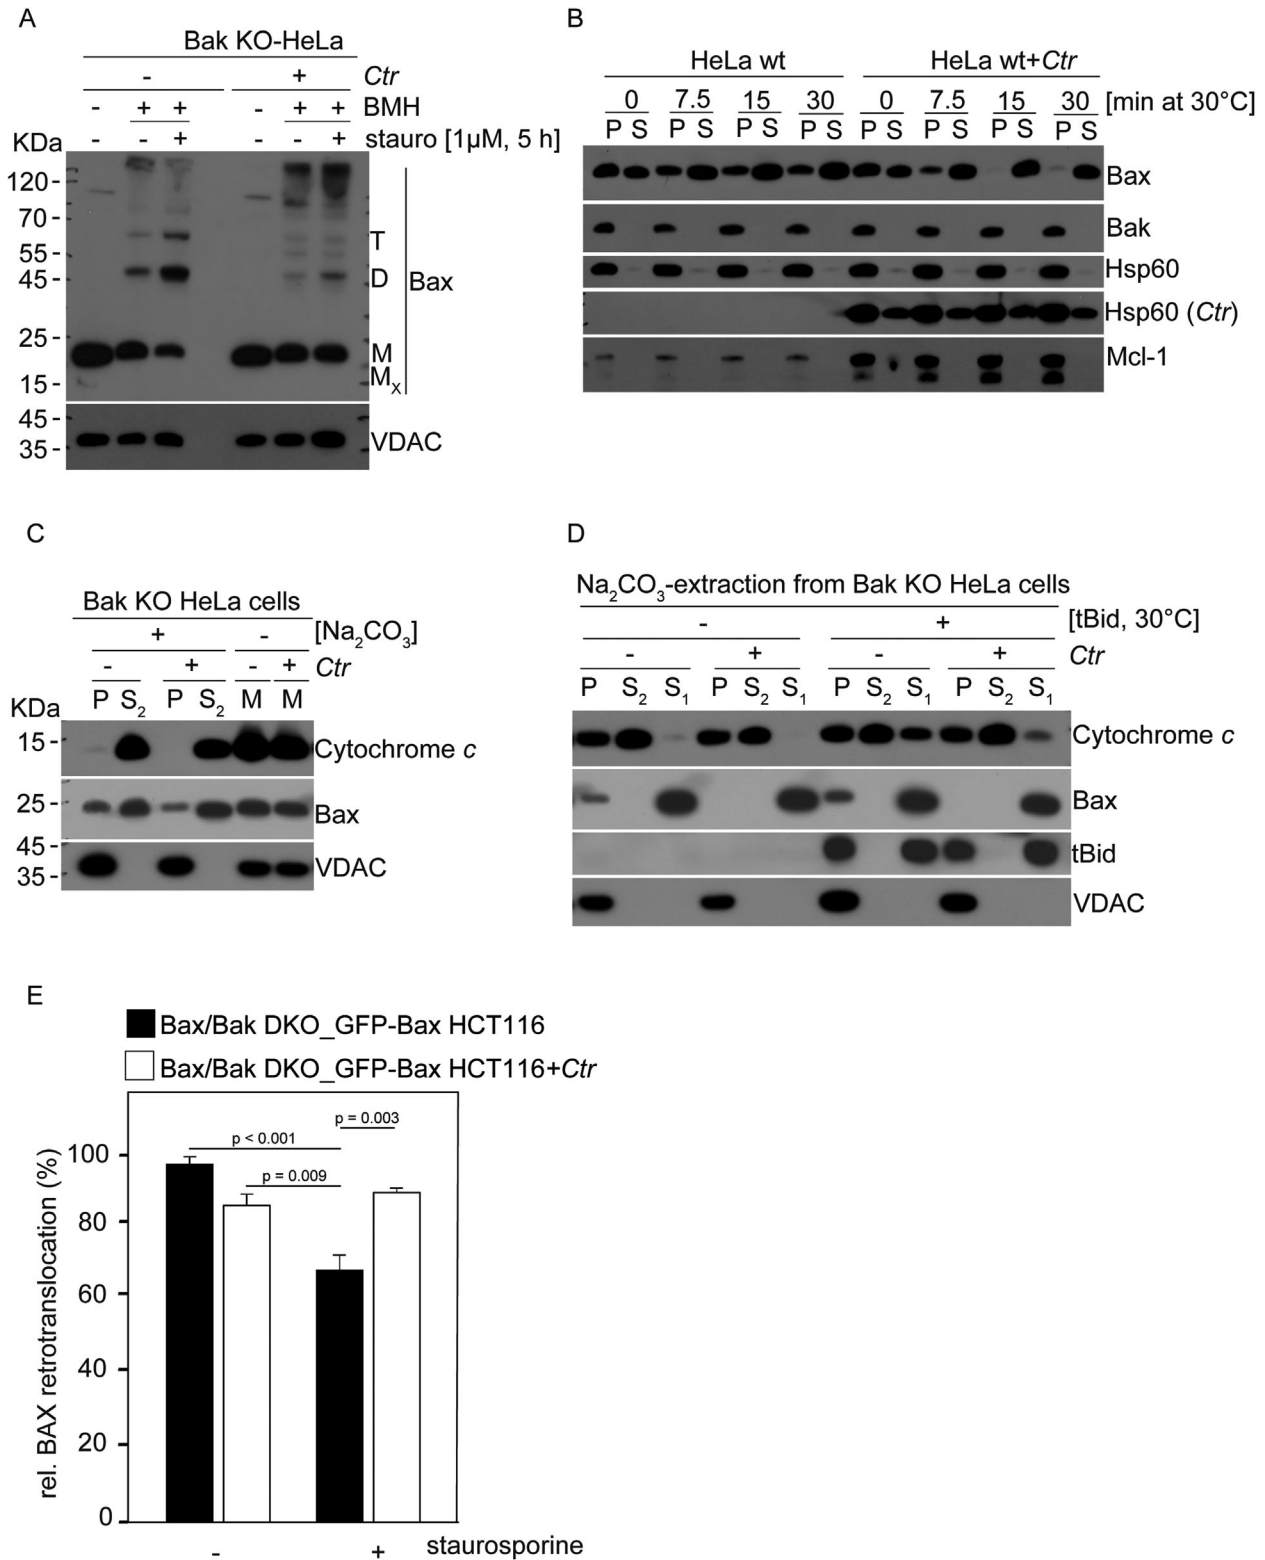 A
Bak KO-HeLa
- + Ctr
- + + - + + BMH
KDa - - + - - + stauro [1µM, 5 h]
120 -
70 -
55 -
45 -
25 -
15 -
T
D
M
Mx
Bax
45 -
35 -
VDAC
B
HeLa wt HeLa wt+Ctr
0 7.5 15 30 0 7.5 15 30 [min at 30°C]
P S P S P S P S P S P S P S P S
Bax
Bak
Hsp60
Hsp60 (Ctr)
Mcl-1
C
Bak KO HeLa cells
+ - [Na2CO3]
- + - + Ctr
KDa P S2 P S2 M M
15 - Cytochrome c
25 - Bax
45 -
35 - VDAC
D
Na2CO3-extraction from Bak KO HeLa cells
- + [tBid, 30°C]
- + - + Ctr
P S2 S1 P S2 S1 P S2 S1 P S2 S1
Cytochrome c
Bax
tBid
VDAC
E
Bax/Bak DKO_GFP-Bax HCT116
Bax/Bak DKO_GFP-Bax HCT116+Ctr
rel. BAX retrotranslocation (%)
100
80
60
40
20
0
p = 0.003
p < 0.001
p = 0.009
- + staurosporine